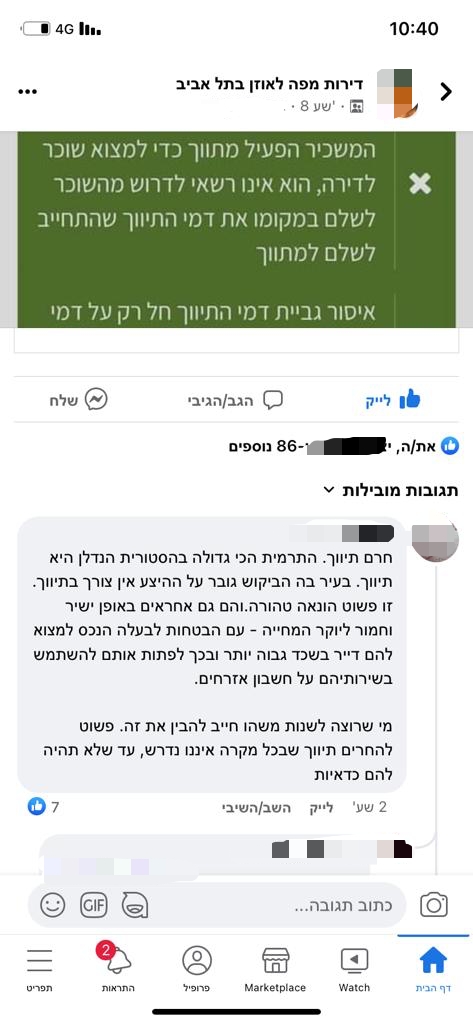 4G
10:40
דירות מפה לאוזן בתל אביב
8 שע' ·
המשכיר הפעיל מתווך כדי למצוא שוכר
לדירה, הוא אינו רשאי לדרוש מהשוכר
לשלם במקומו את דמי התיווך שהתחייב
לשלם למתווך
איסור גביית דמי התיווך חל רק על דמי
לייק
הגב/הגיבי
שלח
את/ה, י
ו-86 נוספים
תגובות מובילות
חרם תיווך. התרמית הכי גדולה בהסטורית הנדלן היא
תיווך. בעיר בה הביקוש גובר על ההיצע אין צורך בתיווך.
זו פשוט הונאה טהורה.והם גם אחראים באופן ישיר
וחמור ליוקר המחייה - עם הבטחות לבעלה הנכס למצוא
להם דייר בשכד גבוה יותר ובכך לפתות אותם להשתמש
בשירותיהם על חשבון אזרחים.
מי שרוצה לשנות משהו חייב להבין את זה. פשוט
להחרים תיווך שבכל מקרה איננו נדרש, עד שלא תהיה
להם כדאיות
2 שע'
לייק
השב/השיבי
7
כתוב תגובה...
GIF
דף הבית
Watch
Marketplace
פרופיל
2
התראות
תפריט